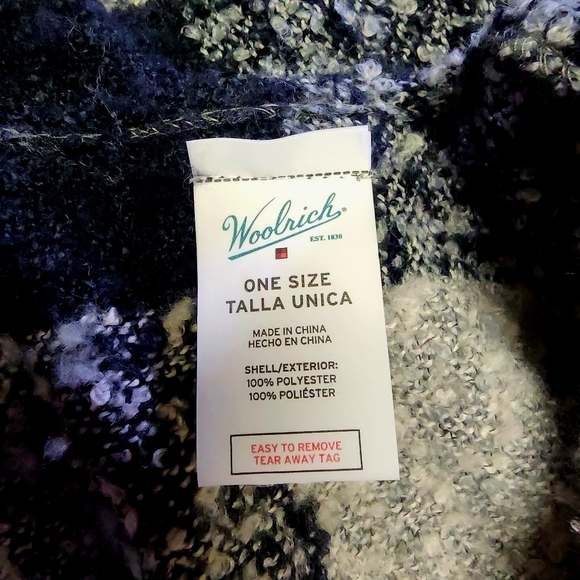 Woolrich®
EST. 1830
ONE SIZE
TALLA UNICA
MADE IN CHINA
HECHO EN CHINA
SHELL/EXTERIOR:
100% POLYESTER
100% POLIÉSTER
EASY TO REMOVE
TEAR AWAY TAG